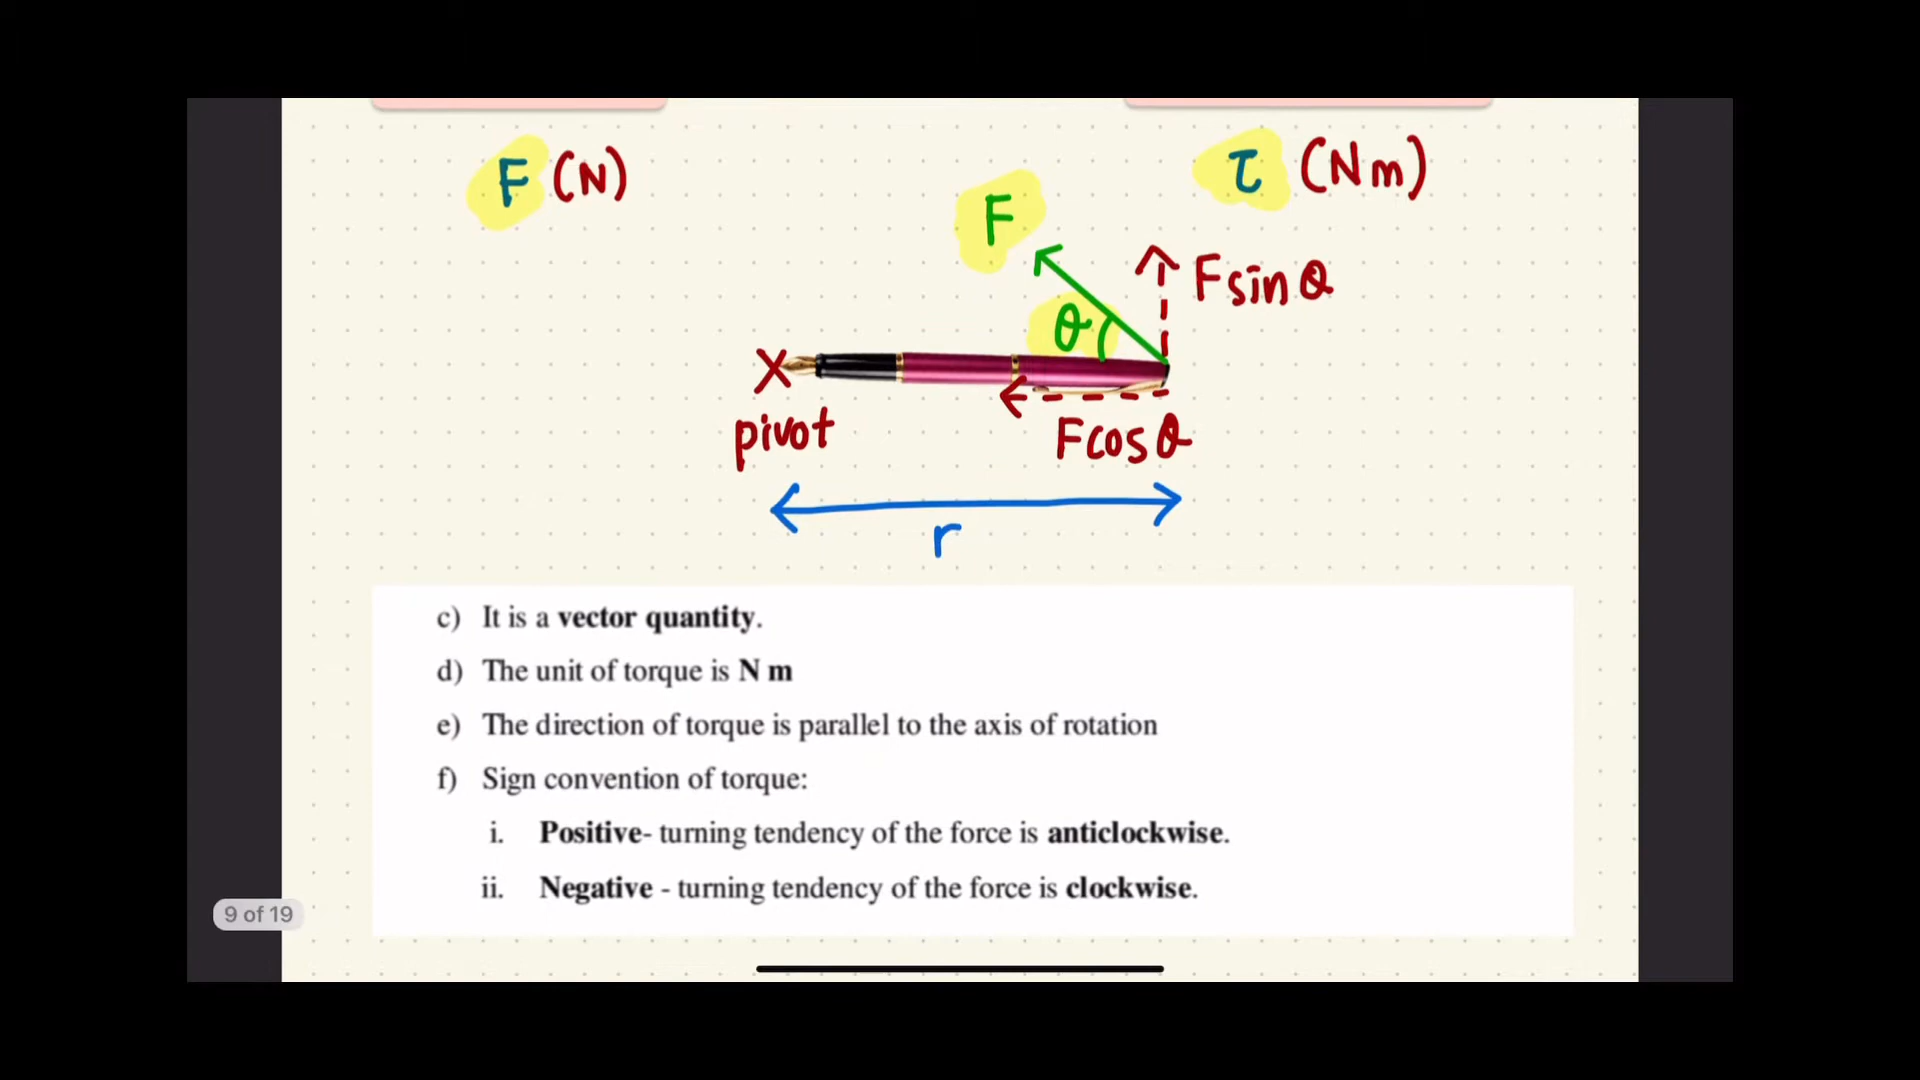 F (N)
τ (Nm)
F
F sin θ
θ
X
pivot
F cos θ
r
c) It is a vector quantity.
d) The unit of torque is N m
e) The direction of torque is parallel to the axis of rotation
f) Sign convention of torque:
i. Positive- turning tendency of the force is anticlockwise.
ii. Negative - turning tendency of the force is clockwise.
9 of 19